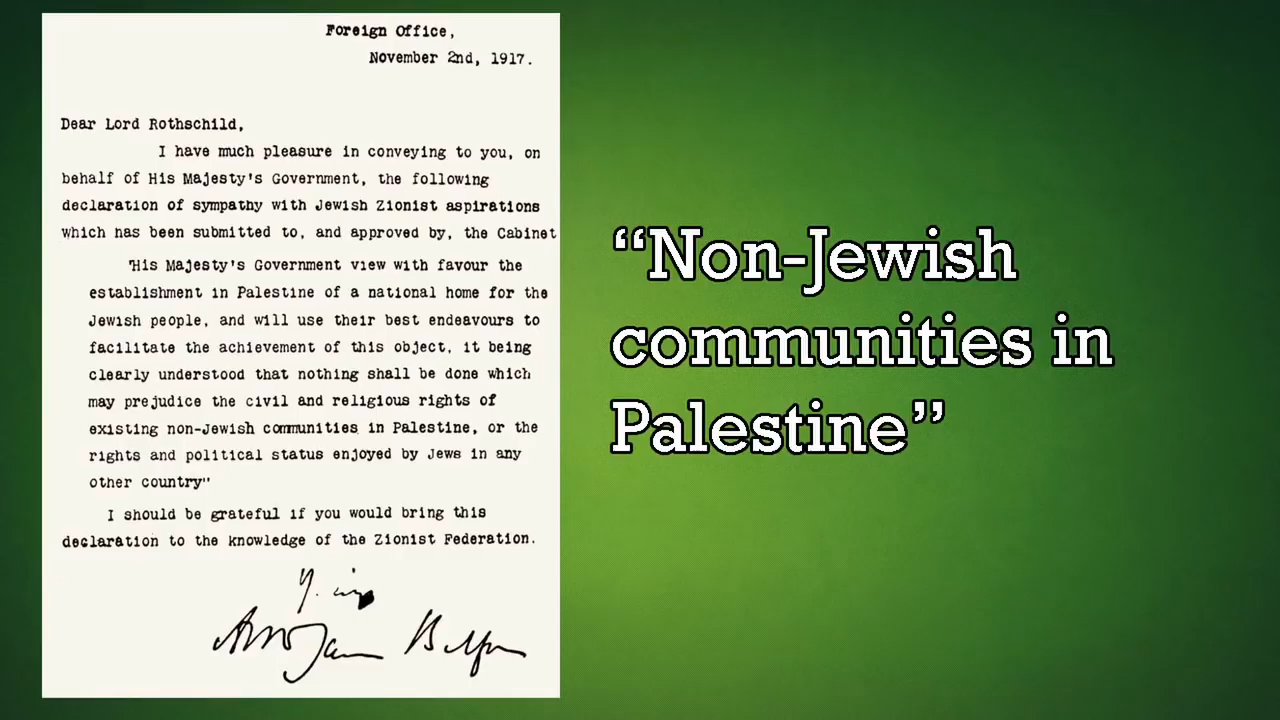 Foreign Office,
November 2nd, 1917.
Dear Lord Rothschild,
I have much pleasure in conveying to you, on
behalf of His Majesty's Government, the following
declaration of sympathy with Jewish Zionist aspirations
which has been submitted to, and approved by, the Cabinet
'His Majesty's Government view with favour the
establishment in Palestine of a national home for the
Jewish people, and will use their best endeavours to
facilitate the achievement of this object, it being
clearly understood that nothing shall be done which
may prejudice the civil and religious rights of
existing non-Jewish communities in Palestine, or the
rights and political status enjoyed by Jews in any
other country"
I should be grateful if you would bring this
declaration to the knowledge of the Zionist Federation.
“Non-Jewish
communities in
Palestine”